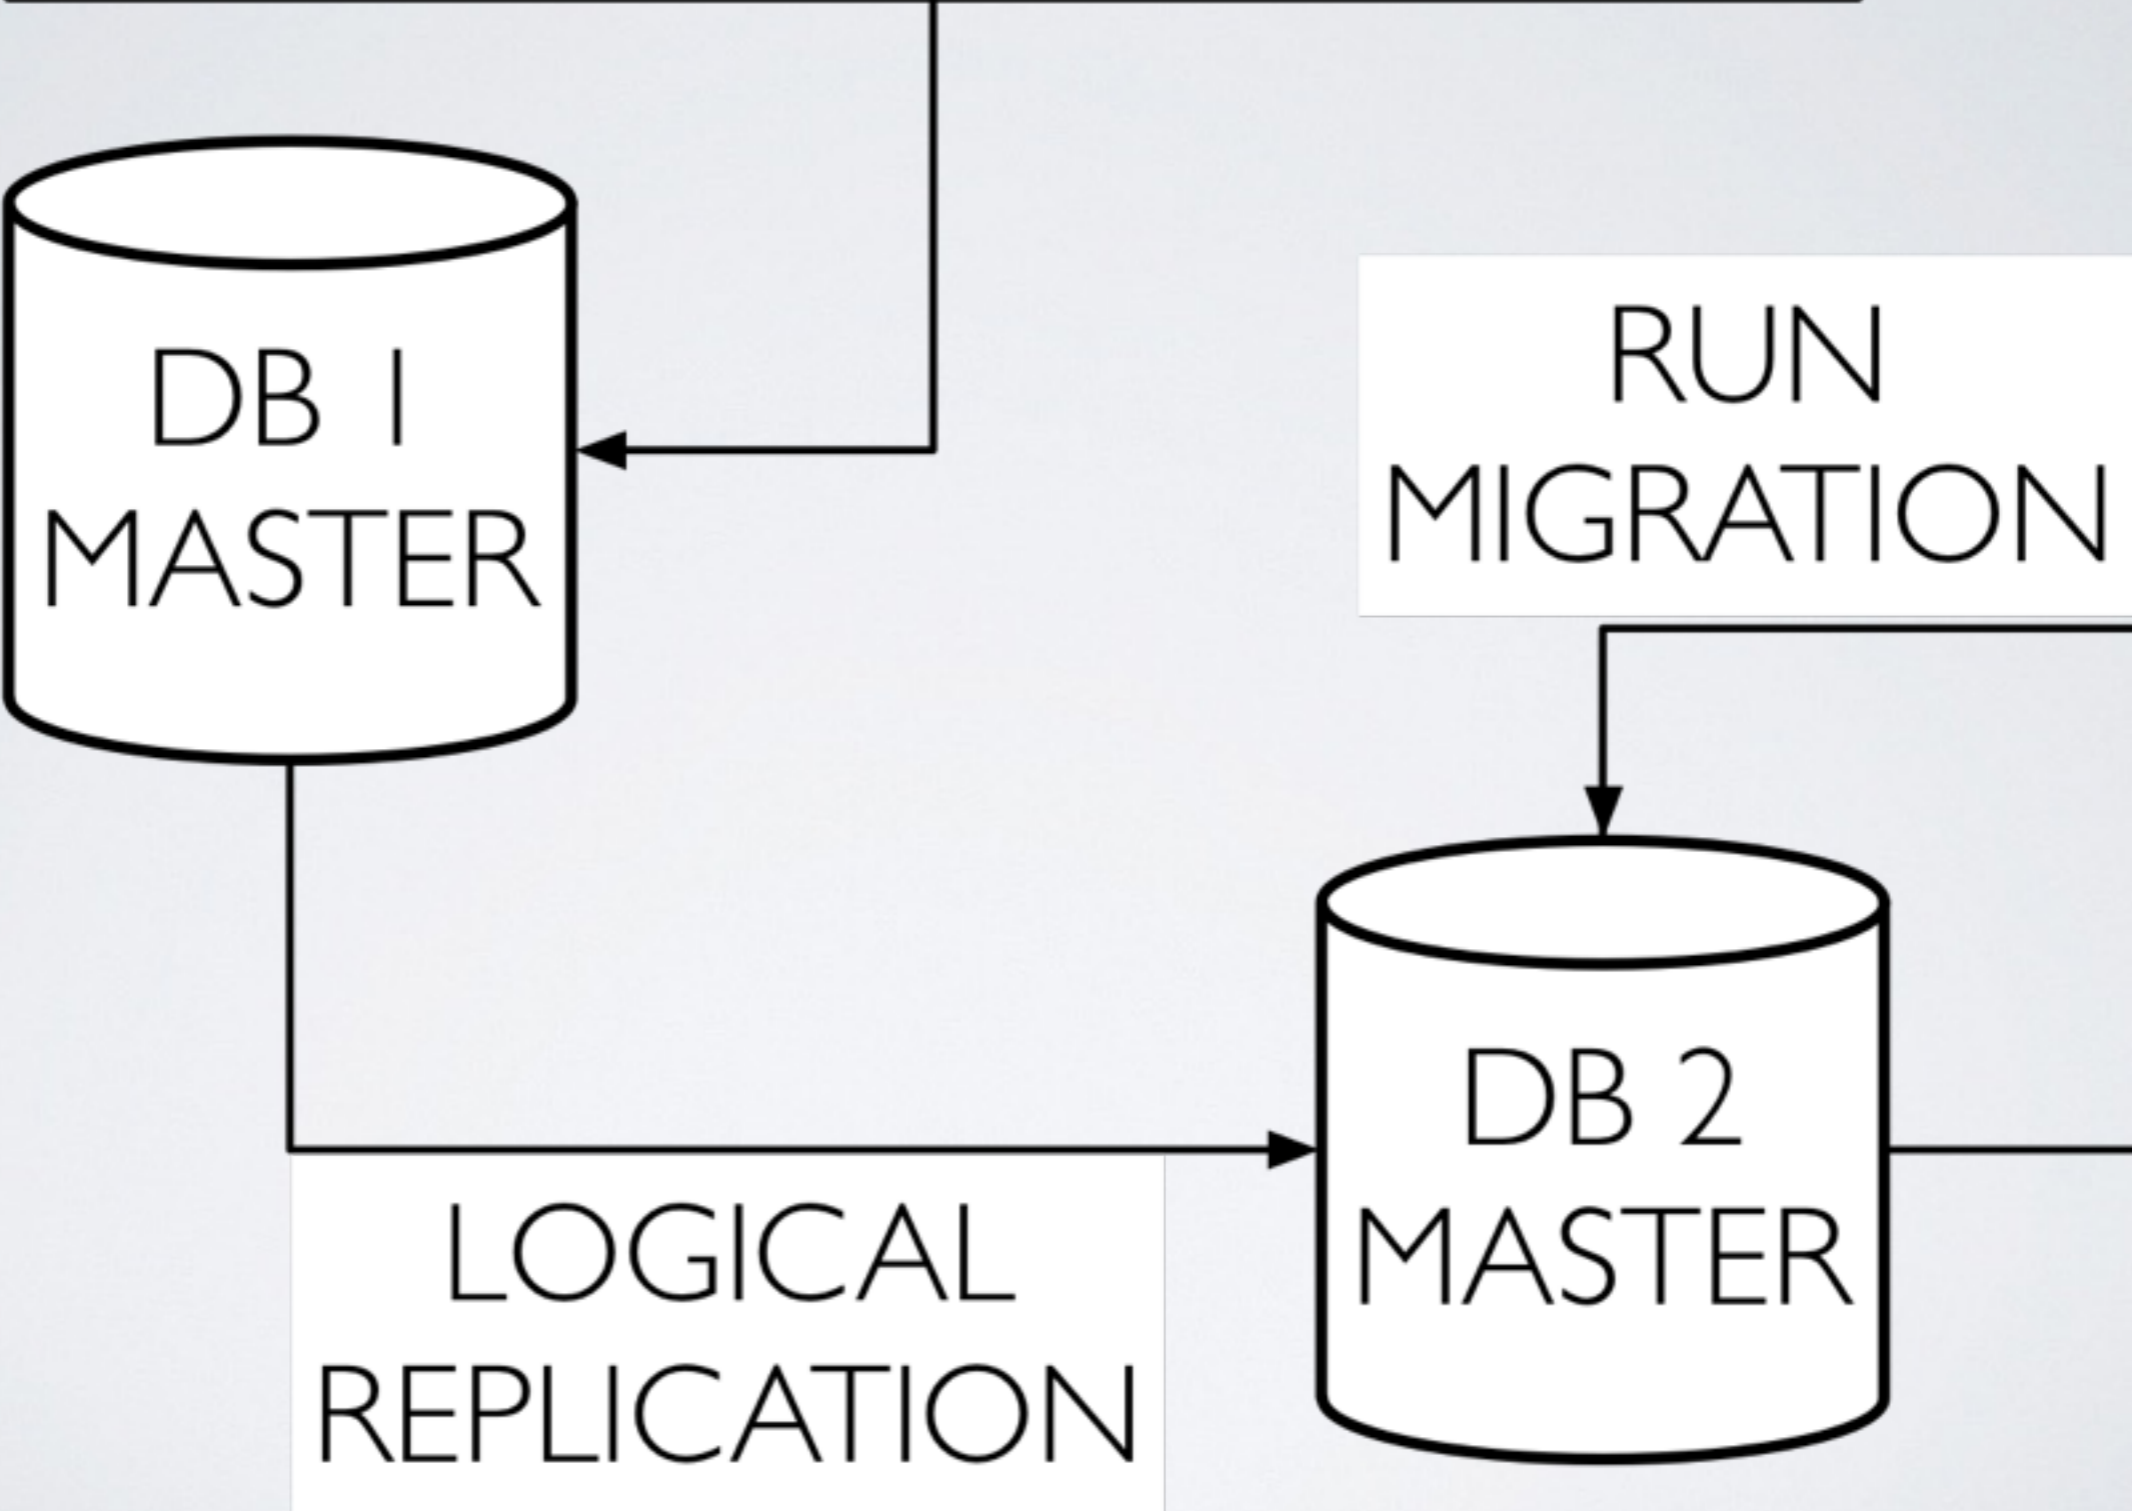 DB 1
MASTER
RUN
MIGRATION
DB 2
MASTER
LOGICAL
REPLICATION